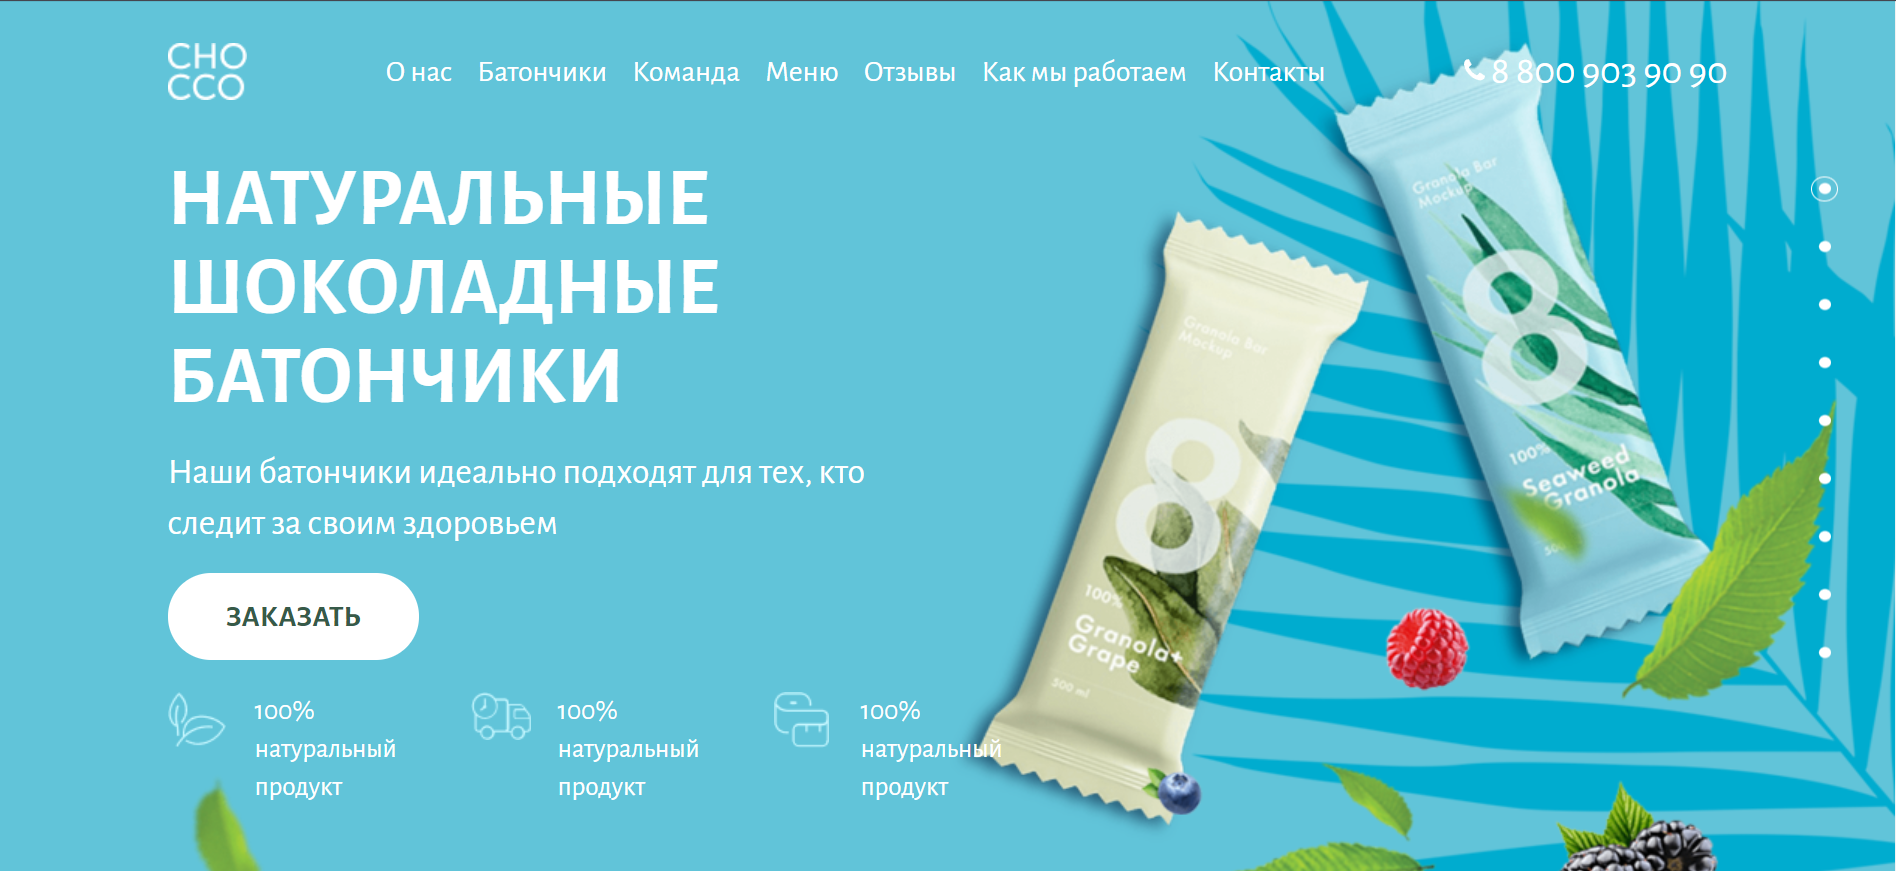 CHO
CCO
О нас Батончики Команда Меню Отзывы Как мы работаем Контакты
8 800 903 90 90
НАТУРАЛЬНЫЕ
ШОКОЛАДНЫЕ
БАТОНЧИКИ
Наши батончики идеально подходят для тех, кто
следит за своим здоровьем
ЗАКАЗАТЬ
100%
натуральный
продукт
100%
натуральный
продукт
100%
натуральный
продукт
Granola Bar
Mockup
8
100%
Granola+
Grape
500 ml
Granola Bar
Mockup
8
100%
Seaweed
Granola